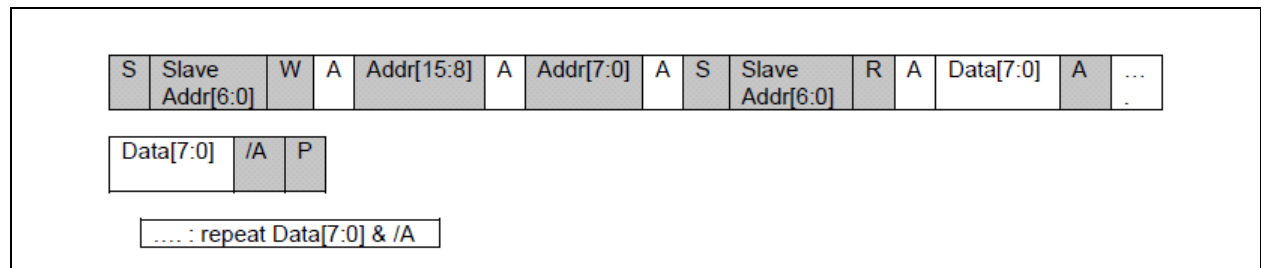 S Slave W A Addr[15:8] A Addr[7:0] A S Slave R A Data[7:0] A …
Addr[6:0] Addr[6:0] .
Data[7:0] /A P
…. : repeat Data[7:0] & /A